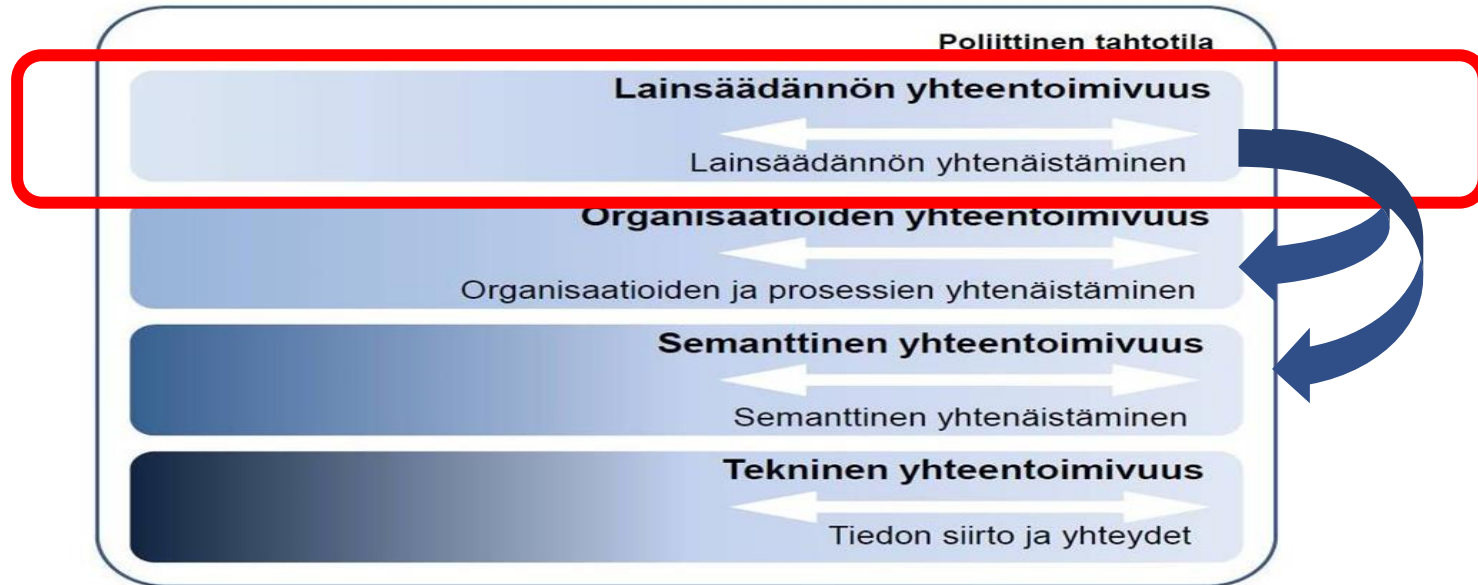 Poliittinen tahtotila
Lainsäädännön yhteentoimivuus
Lainsäädännön yhtenäistäminen
Organisaatioiden yhteentoimivuus
Organisaatioiden ja prosessien yhtenäistäminen
Semanttinen yhteentoimivuus
Semanttinen yhtenäistäminen
Tekninen yhteentoimivuus
Tiedon siirto ja yhteydet